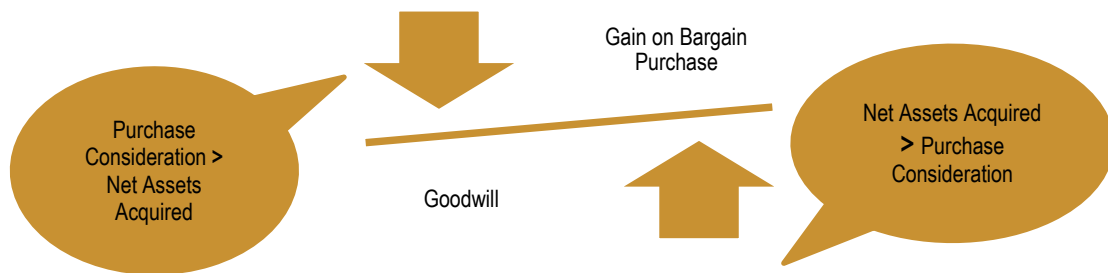 Purchase
Consideration >
Net Assets
Acquired
Gain on Bargain
Purchase
Goodwill
Net Assets Acquired
> Purchase
Consideration